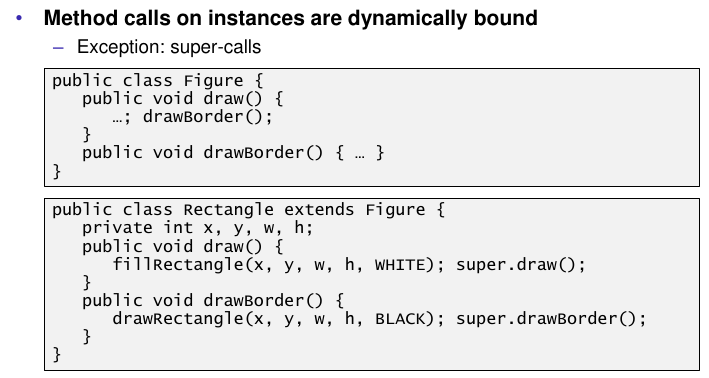 • Method calls on instances are dynamically bound
– Exception: super-calls
public class Figure {
   public void draw() {
      …; drawBorder();
   }
   public void drawBorder() { … }
}
public class Rectangle extends Figure {
   private int x, y, w, h;
   public void draw() {
      fillRectangle(x, y, w, h, WHITE); super.draw();
   }
   public void drawBorder() {
      drawRectangle(x, y, w, h, BLACK); super.drawBorder();
   }
}